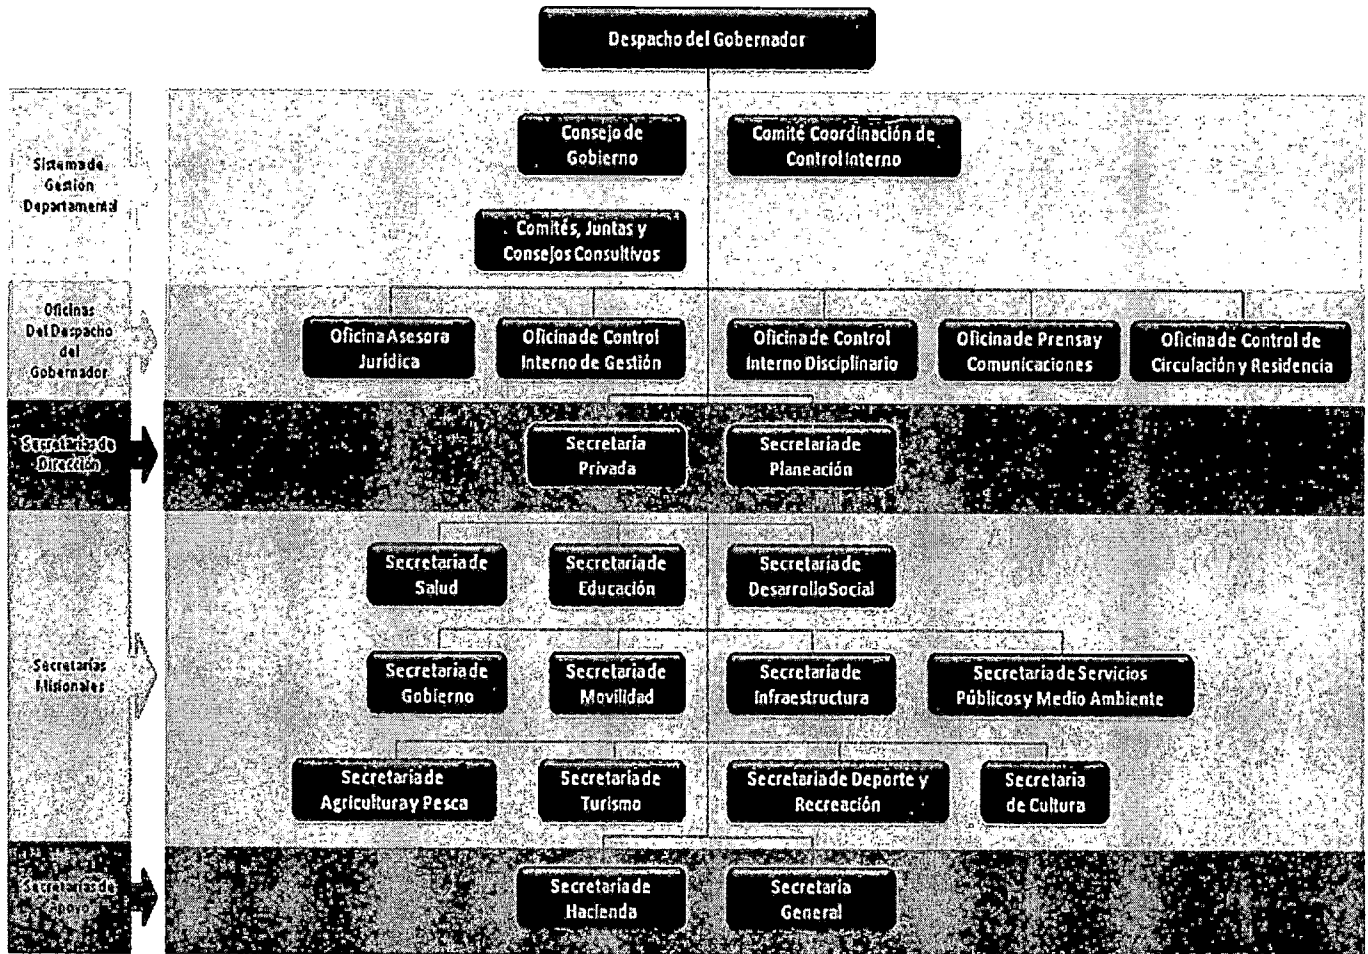 Despacho del Gobernador
Sistema de
Gestión
Departamental
Consejo de
Gobierno
Comité Coordinación de
Control Interno
Comités, Juntas y
Consejos Consultivos
Oficinas
Del Despacho
del
Gobernador
Oficina Asesora
Jurídica
Oficina de Control
Interno de Gestión
Oficina de Control
Interno Disciplinario
Oficina de Prensa y
Comunicaciones
Oficina de Control de
Circulación y Residencia
Secretarías de
Dirección
Secretaría
Privada
Secretaría de
Planeación
Secretarías
Misionales
Secretaría de
Salud
Secretaría de
Educación
Secretaría de
Desarrollo Social
Secretaría de
Gobierno
Secretaría de
Movilidad
Secretaría de
Infraestructura
Secretaría de Servicios
Públicos y Medio Ambiente
Secretaría de
Agricultura y Pesca
Secretaría de
Turismo
Secretaría de Deporte y
Recreación
Secretaría
de Cultura
Secretarías de
Apoyo
Secretaría de
Hacienda
Secretaría
General